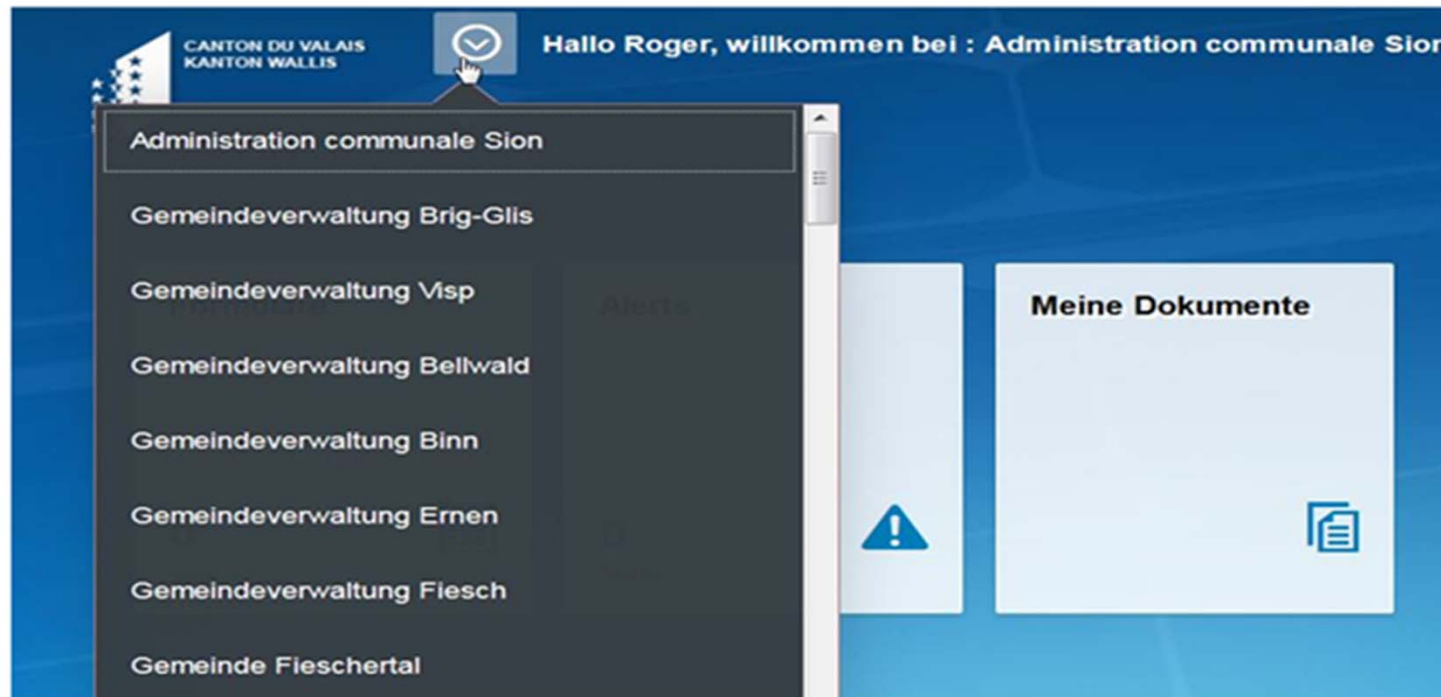 CANTON DU VALAIS
KANTON WALLIS
Hallo Roger, willkommen bei : Administration communale Sion
Administration communale Sion
Gemeindeverwaltung Brig-Glis
Gemeindeverwaltung Visp
Alerts
Meine Dokumente
Gemeindeverwaltung Bellwald
Gemeindeverwaltung Binn
Gemeindeverwaltung Ernen
Gemeindeverwaltung Fiesch
Gemeinde Fieschertal